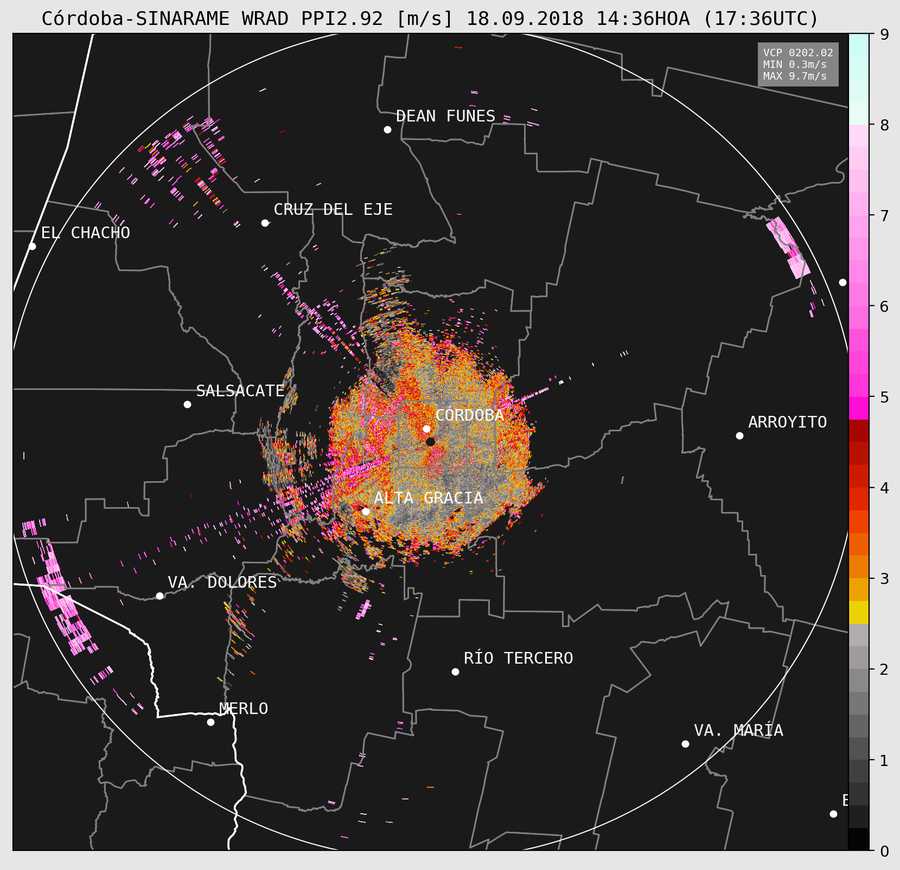 Córdoba-SINARAME WRAD PPI2.92 [m/s] 18.09.2018 14:36HOA (17:36UTC)
VCP 0202.02
MIN 0.3m/s
MAX 9.7m/s
9
8
7
6
5
4
3
2
1
0
DEAN FUNES
CRUZ DEL EJE
EL CHACHO
SALSACATE
CÓRDOBA
ARROYITO
ALTA GRACIA
VA. DOLORES
RÍO TERCERO
MERLO
VA. MARÍA